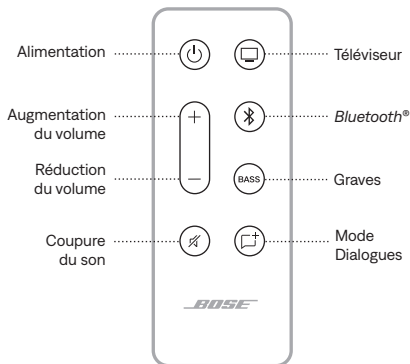 Alimentation
Téléviseur
Augmentation
du volume
+
Bluetooth®
Réduction
du volume
–
BASS
Graves
Coupure
du son
Mode
Dialogues
BOSE